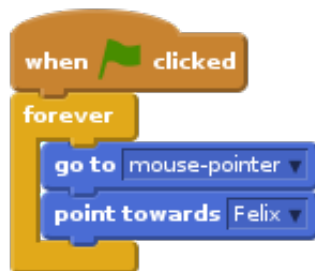 when clicked
forever
go to mouse-pointer
point towards Felix